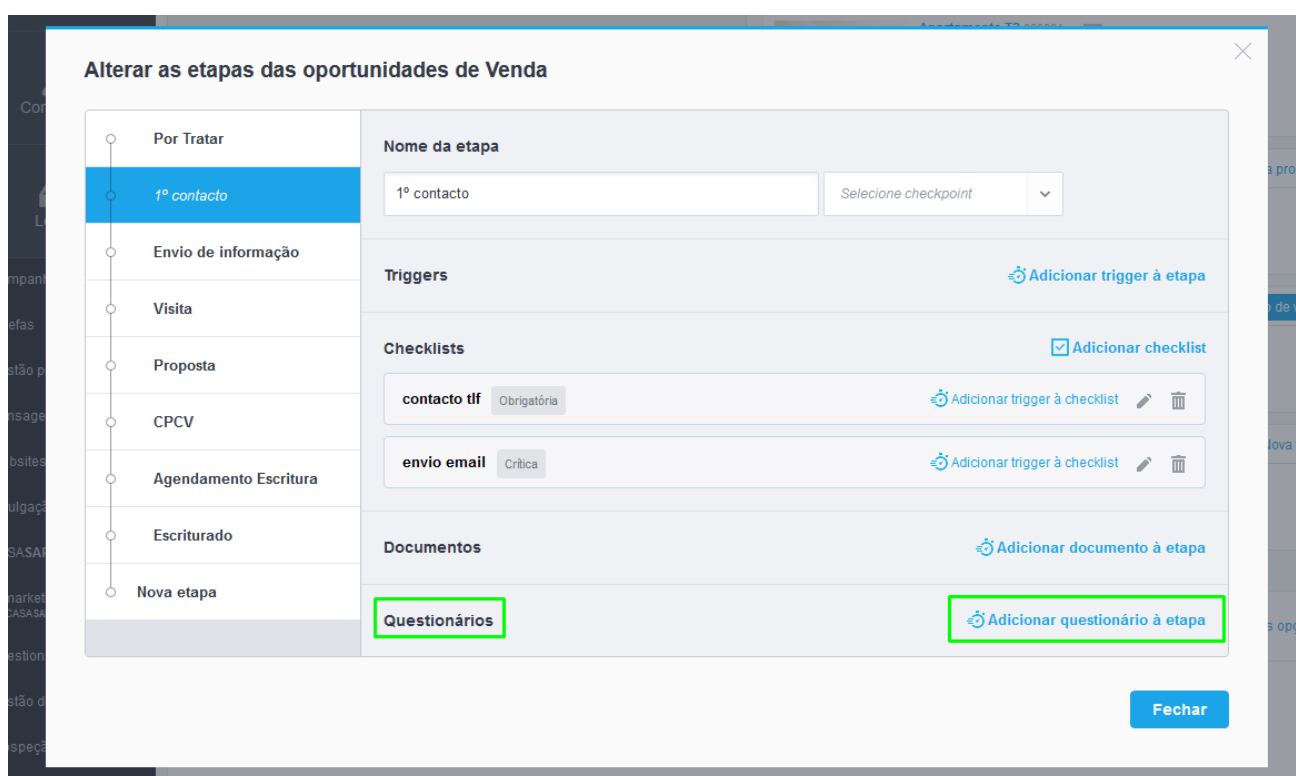 Alterar as etapas das oportunidades de Venda
Por Tratar
1º contacto
Envio de informação
Visita
Proposta
CPCV
Agendamento Escritura
Escriturado
Nova etapa
Nome da etapa
1º contacto
Selecione checkpoint
Triggers
Adicionar trigger à etapa
Checklists
Adicionar checklist
contacto tlf Obrigatória
Adicionar trigger à checklist
envio email Crítica
Adicionar trigger à checklist
Documentos
Adicionar documento à etapa
Questionários
Adicionar questionário à etapa
Fechar